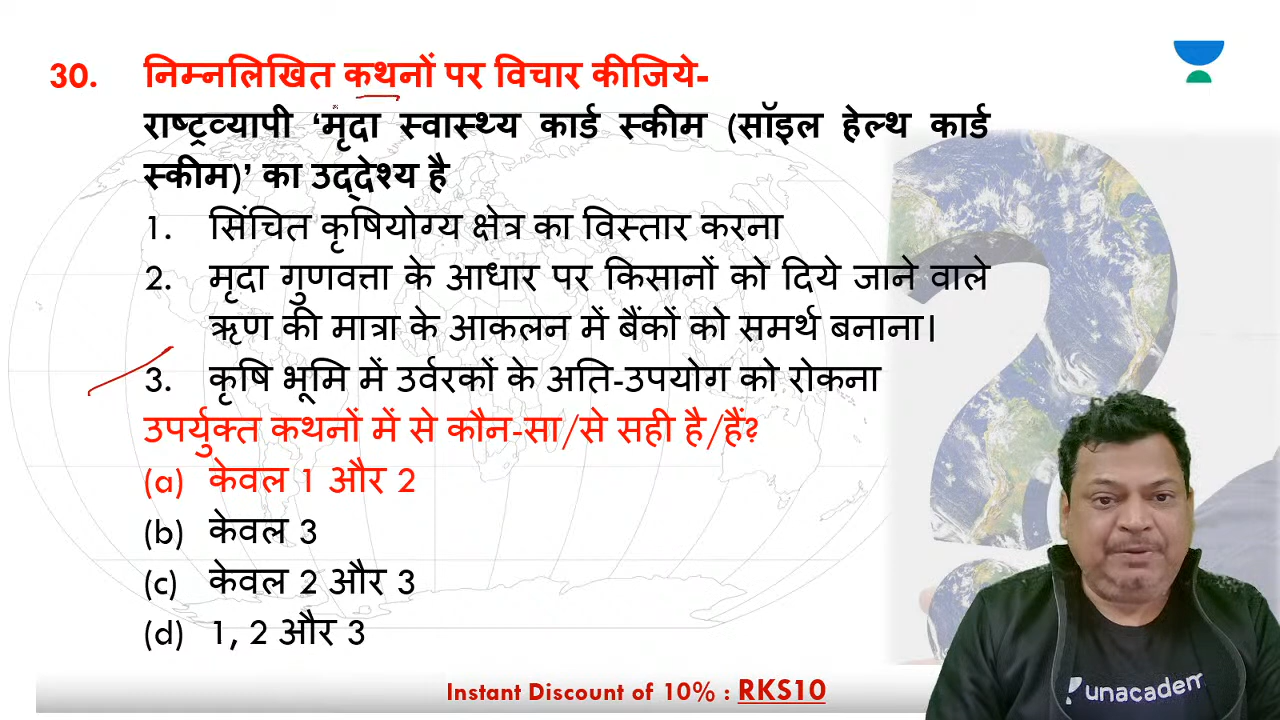 30. निम्नलिखित कथनों पर विचार कीजिये-
राष्ट्रव्यापी ‘मृदा स्वास्थ्य कार्ड स्कीम (सॉइल हेल्थ कार्ड
स्कीम)’ का उद्देश्य है
1. सिंचित कृषियोग्य क्षेत्र का विस्तार करना
2. मृदा गुणवत्ता के आधार पर किसानों को दिये जाने वाले
ऋण की मात्रा के आकलन में बैंकों को समर्थ बनाना।
3. कृषि भूमि में उर्वरकों के अति-उपयोग को रोकना
उपर्युक्त कथनों में से कौन-सा/से सही है/हैं?
(a) केवल 1 और 2
(b) केवल 3
(c) केवल 2 और 3
(d) 1, 2 और 3
unacadem
Instant Discount of 10% : RKS10